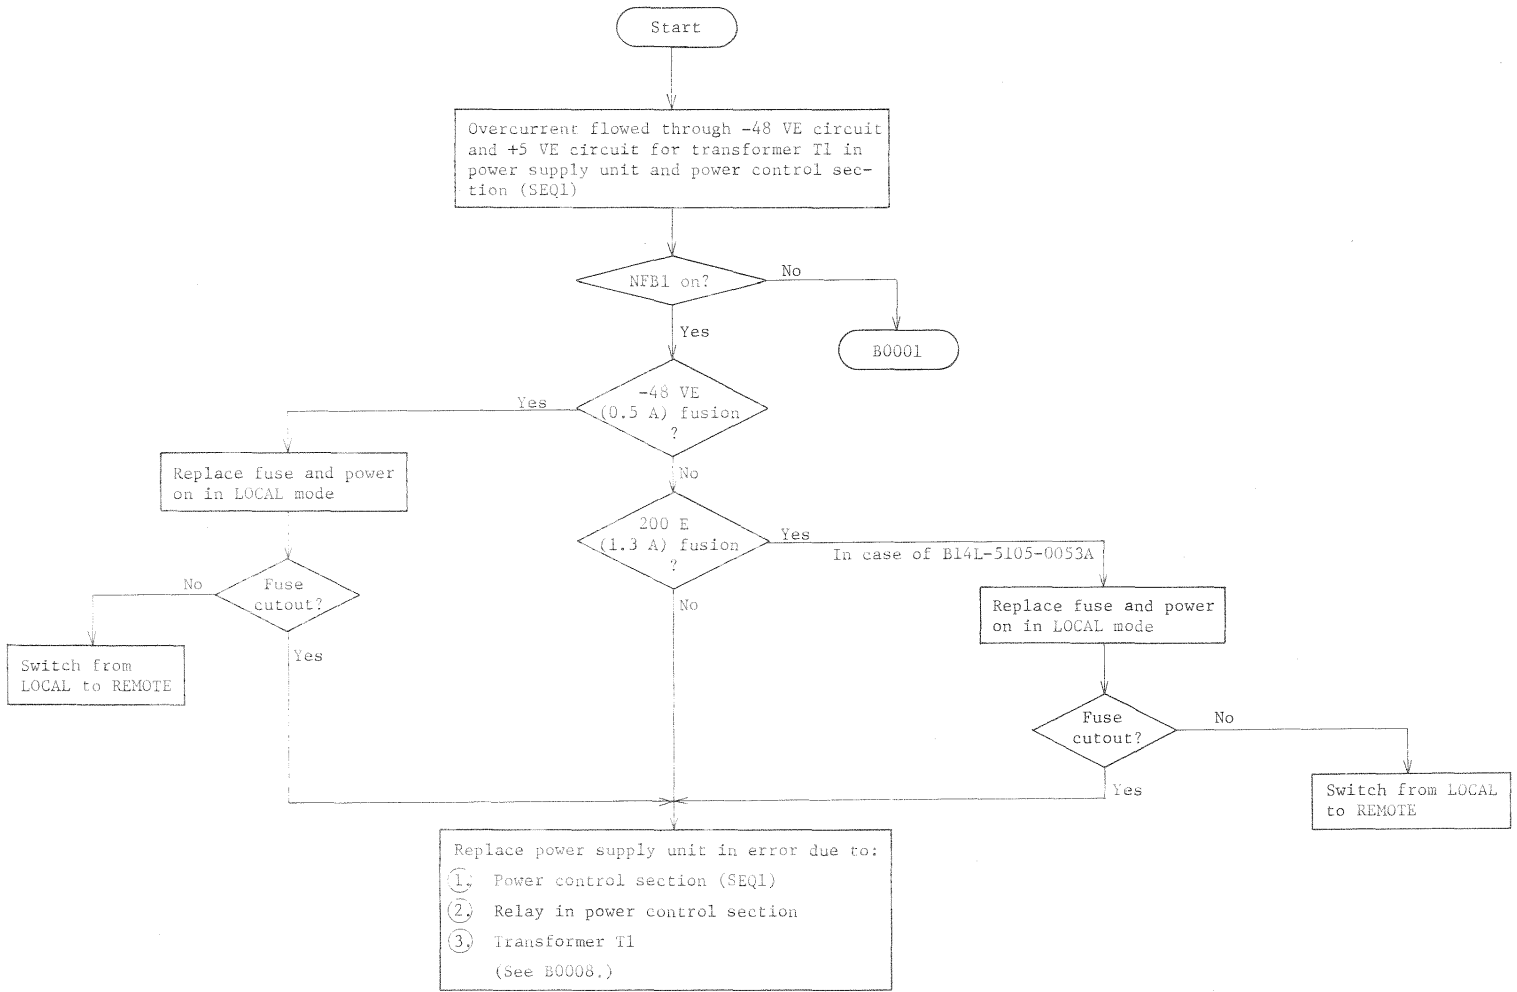 Start
Overcurrent flowed through -48 VE circuit
and +5 VE circuit for transformer T1 in
power supply unit and power control sec-
tion (SEQ1)
NFB1 on?
No
Yes
B0001
-48 VE
(0.5 A) fusion
?
Yes
No
Replace fuse and power
on in LOCAL mode
200 E
(1.3 A) fusion
?
Yes
In case of B14L-5105-0053A
No
Fuse
cutout?
No
Yes
Switch from
LOCAL to REMOTE
Replace fuse and power
on in LOCAL mode
Fuse
cutout?
No
Yes
Switch from LOCAL
to REMOTE
Replace power supply unit in error due to:
1. Power control section (SEQ1)
2. Relay in power control section
3. Transformer T1
(See B0008.)